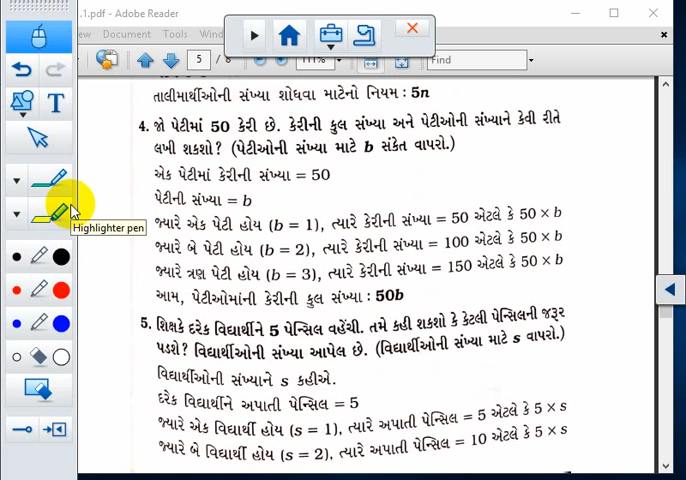 .1.pdf - Adobe Reader
ew Document Tools Window
5 / 8 111% Find
તાલીમાર્થીઓની સંખ્યા શોધવા માટેનો નિયમ : 5n
4. જો પેટીમાં 50 કેરી છે. કેરીની કુલ સંખ્યા અને પેટીઓની સંખ્યાને કેવી રીતે
લખી શકશો? (પેટીઓની સંખ્યા માટે b સંકેત વાપરો.)
એક પેટીમાં કેરીની સંખ્યા = 50
પેટીની સંખ્યા = b
જ્યારે એક પેટી હોય (b = 1), ત્યારે કેરીની સંખ્યા = 50 એટલે કે 50 × b
જ્યારે બે પેટી હોય (b = 2), ત્યારે કેરીની સંખ્યા = 100 એટલે કે 50 × b
જ્યારે ત્રણ પેટી હોય (b = 3), ત્યારે કેરીની સંખ્યા = 150 એટલે કે 50 × b
આમ, પેટીઓમાંની કેરીની કુલ સંખ્યા : 50b
5. શિક્ષકે દરેક વિદ્યાર્થીને 5 પેન્સિલ વહેંચી. તમે કહી શકશો કે કેટલી પેન્સિલની જરૂર
પડશે? વિદ્યાર્થીઓની સંખ્યા આપેલ છે. (વિદ્યાર્થીઓની સંખ્યા માટે s વાપરો.)
વિદ્યાર્થીઓની સંખ્યાને s કહીએ.
દરેક વિદ્યાર્થીને અપાતી પેન્સિલ = 5
જ્યારે એક વિદ્યાર્થી હોય (s = 1), ત્યારે અપાતી પેન્સિલ = 5 એટલે કે 5 × s
જ્યારે બે વિદ્યાર્થી હોય (s = 2), ત્યારે અપાતી પેન્સિલ = 10 એટલે કે 5 × s
T
Highlighter pen